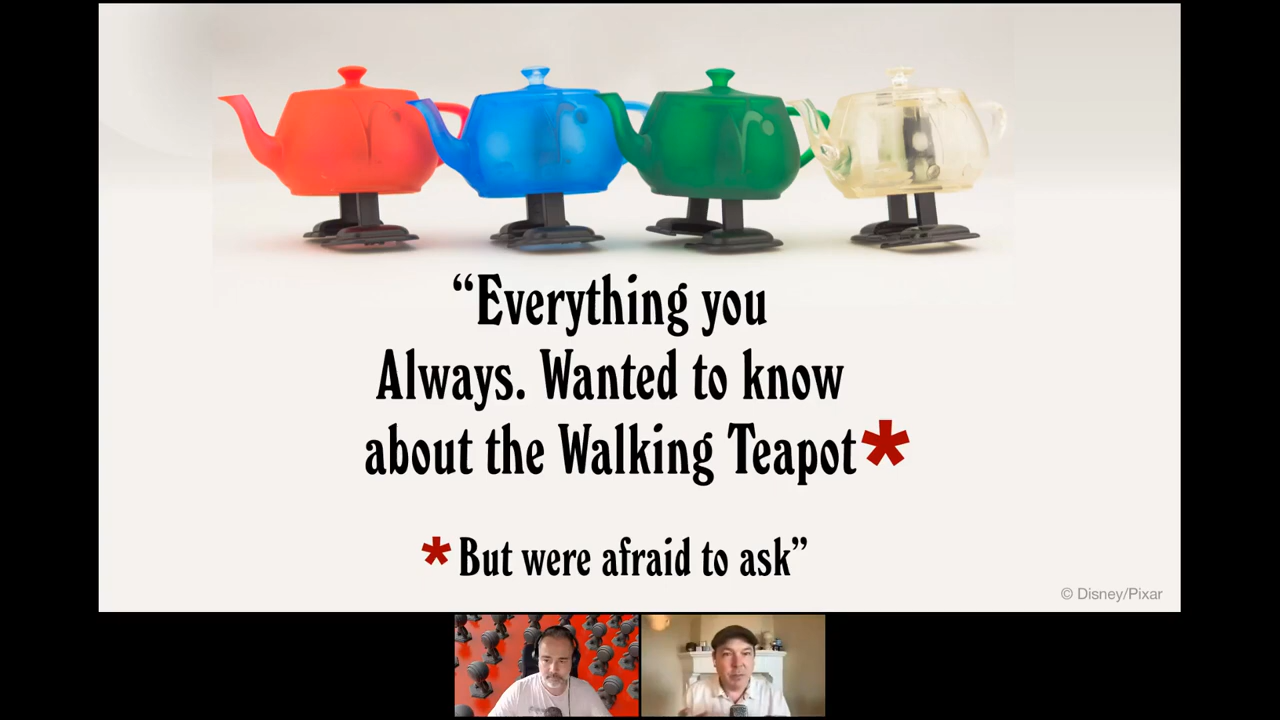 “Everything you
Always. Wanted to know
about the Walking Teapot*
*But were afraid to ask”
© Disney/Pixar